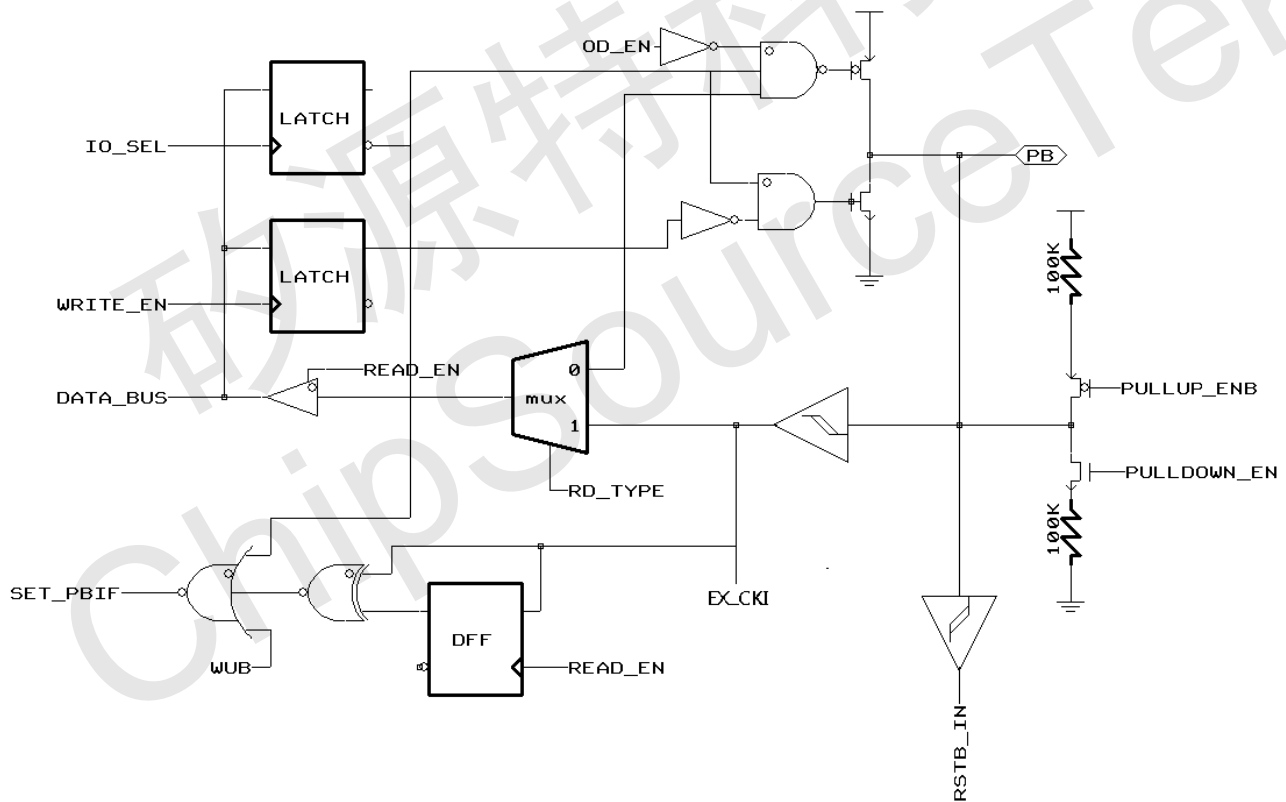 OD_EN
LATCH
IO_SEL
PB
LATCH
100K
WRITE_EN
READ_EN
0
DATA_BUS
mux
PULLUP_ENB
1
PULLDOWN_EN
RD_TYPE
100K
SET_PBIF
EX_CKI
DFF
WUB
READ_EN
RSTB_IN
矽源特科
ChipSourceTe